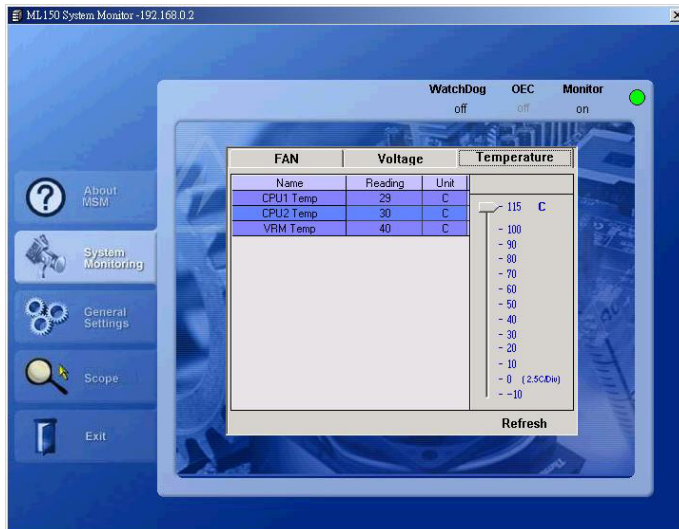 ML150 System Monitor -192.168.0.2
WatchDog OEC Monitor
off off on
About
MSM
System
Monitoring
General
Settings
Scope
Exit
FAN Voltage Temperature
Name Reading Unit
CPU1 Temp 29 C
CPU2 Temp 30 C
VRM Temp 40 C
115 C
100
90
80
70
60
50
40
30
20
10
0 (2.5C/Div)
-10
Refresh